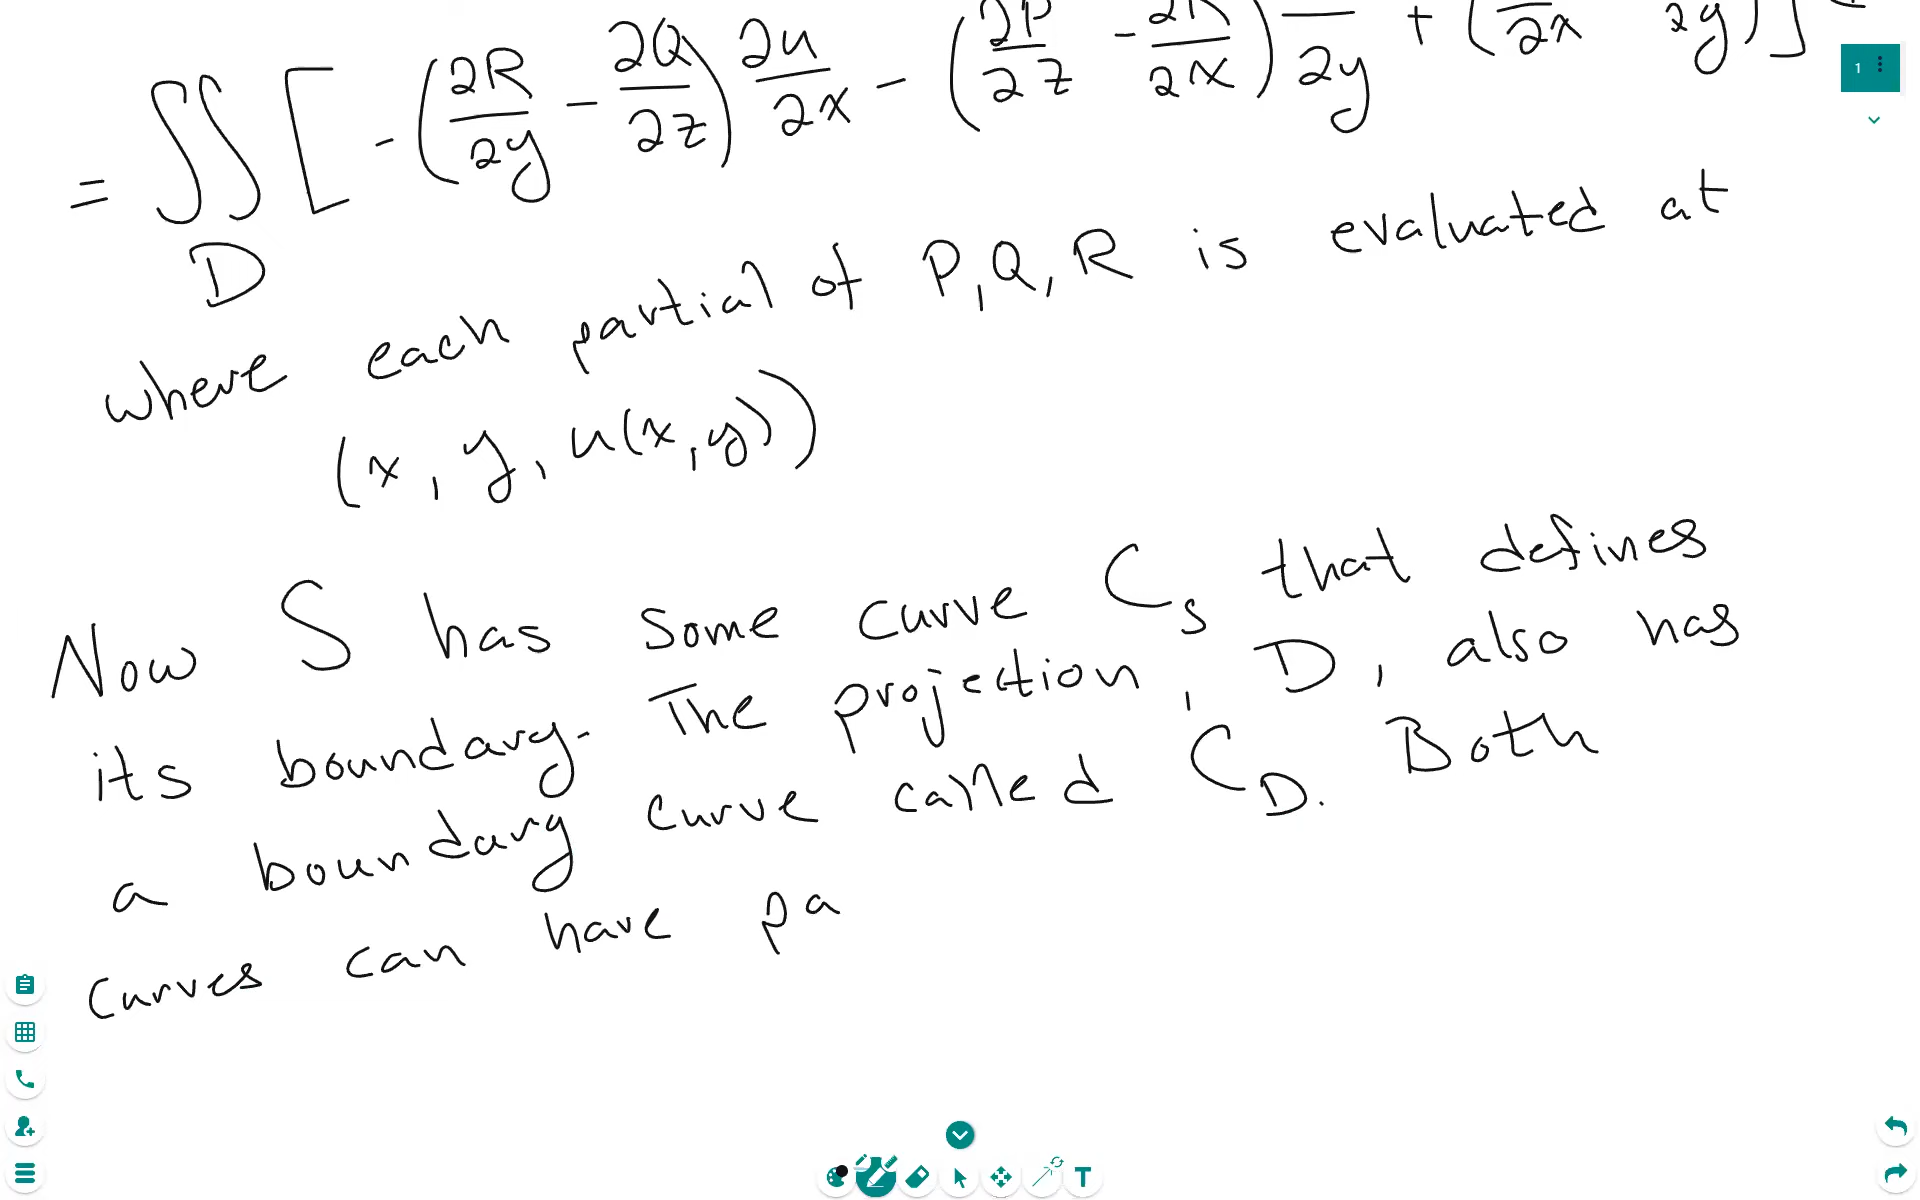 = ∬_D [ -(∂R/∂y - ∂Q/∂z) ∂u/∂x - (∂P/∂z - ∂R/∂x) /∂y + ( /∂x /∂y)]
where each partial of P, Q, R is evaluated at
(x, y, u(x,y))
Now S has some curve C_S that defines
its boundary. The projection, D, also has
a boundary curve called C_D. Both
curves can have pa
1
T